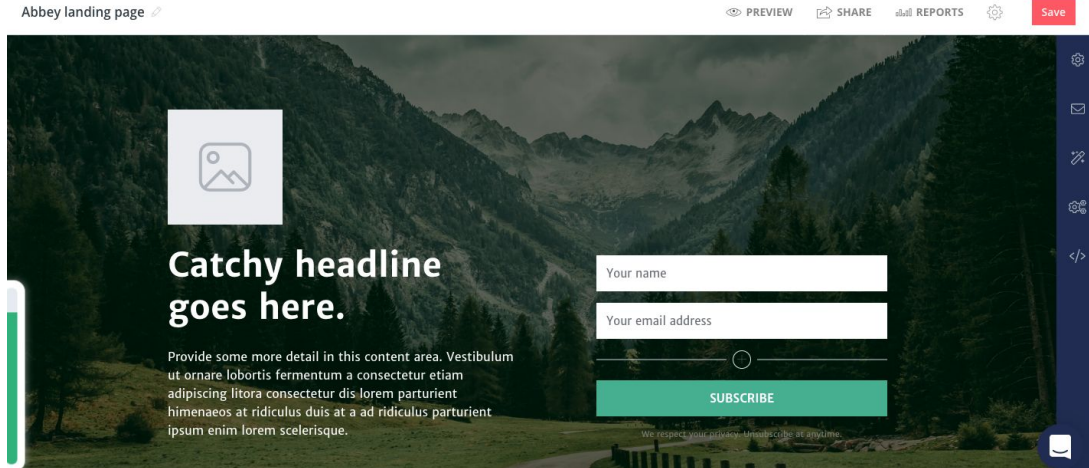 Abbey landing page
PREVIEW
SHARE
REPORTS
Save
Catchy headline
goes here.
Provide some more detail in this content area. Vestibulum
ut ornare lobortis fermentum a consectetur etiam
adipiscing litora consectetur dis lorem parturient
himenaeos at ridiculus duis at a ad ridiculus parturient
ipsum enim lorem scelerisque.
Your name
Your email address
SUBSCRIBE
We respect your privacy. Unsubscribe at anytime.